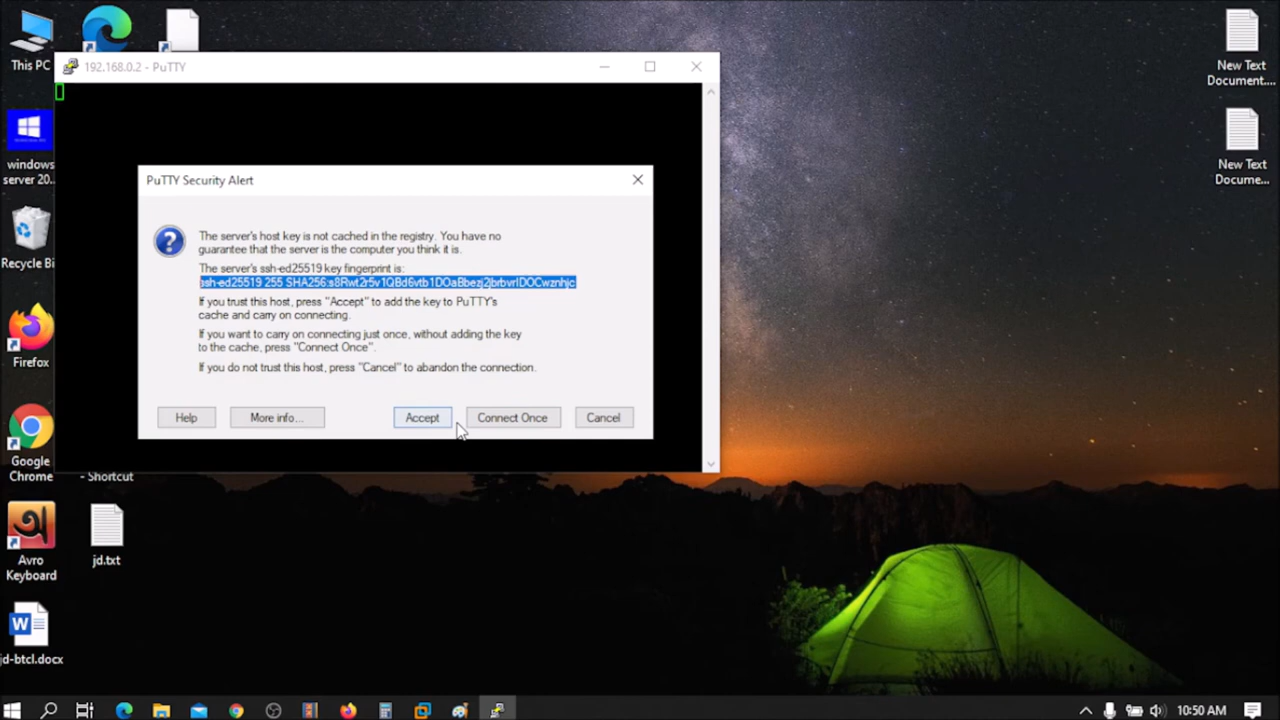 This PC
windows
server 20...
Recycle Bi
Firefox
Google
Chrome
- Shortcut
Avro
Keyboard
jd.txt
jd-btcl.docx
192.168.0.2 - PuTTY
PuTTY Security Alert
The server's host key is not cached in the registry. You have no
guarantee that the server is the computer you think it is.
The server's ssh-ed25519 key fingerprint is:
ssh-ed25519 255 SHA256:s8Rwt2r5v1QBd6vtb1DOaBbezj2jbrbvrIDOCwznhjc
If you trust this host, press "Accept" to add the key to PuTTY's
cache and carry on connecting.
If you want to carry on connecting just once, without adding the key
to the cache, press "Connect Once".
If you do not trust this host, press "Cancel" to abandon the connection.
Help
More info...
Accept
Connect Once
Cancel
New Text
Document....
New Text
Docume...
10:50 AM